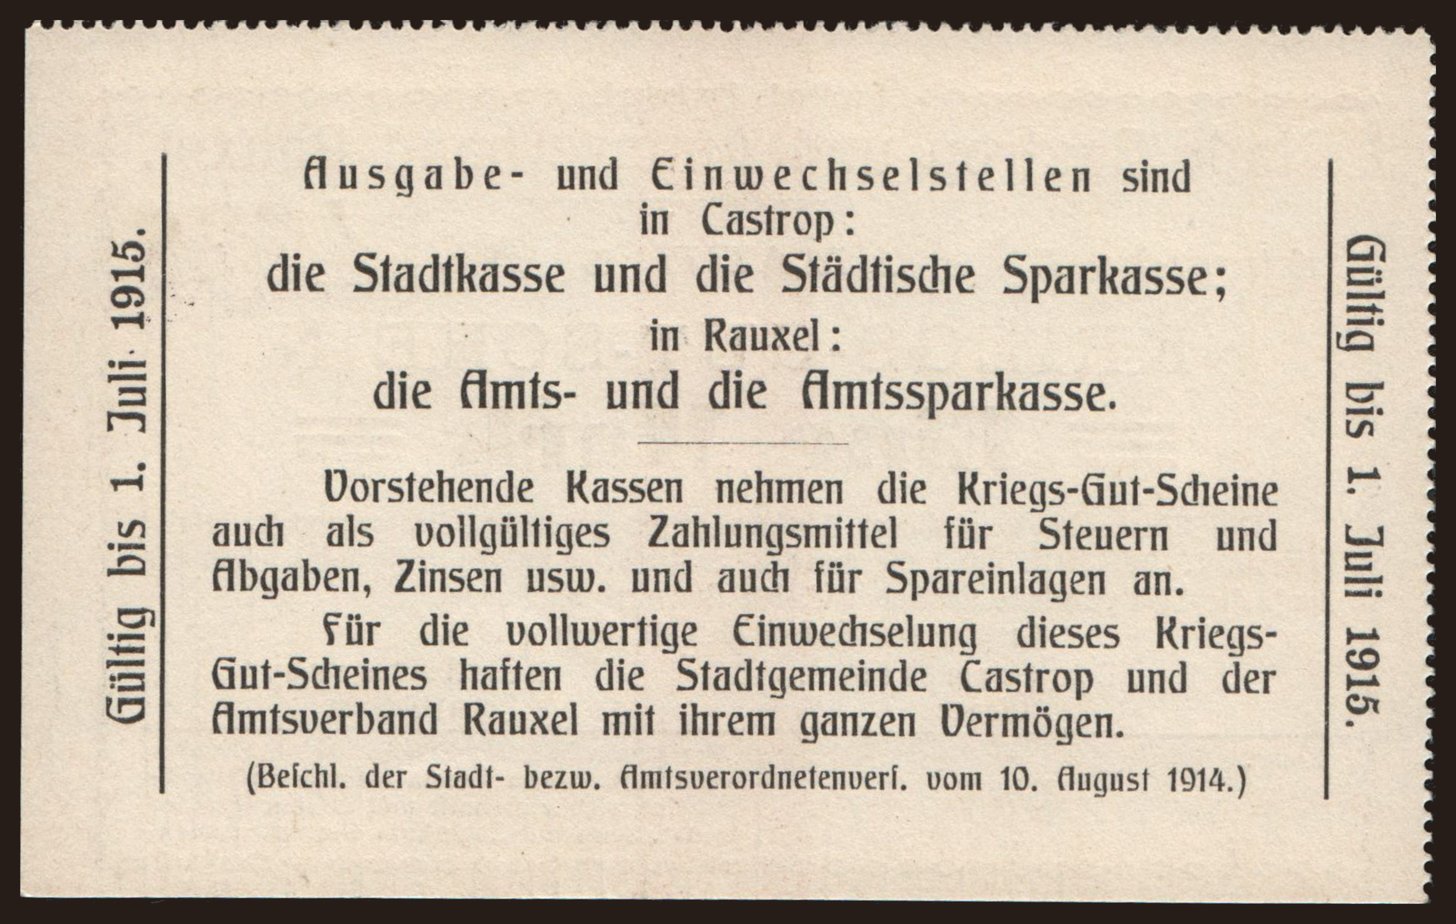 Gültig bis 1. Juli 1915.
Ausgabe- und Einwechselstellen sind
in Castrop:
die Stadtkasse und die Städtische Sparkasse;
in Rauxel:
die Amts- und die Amtssparkasse.
Vorstehende Kassen nehmen die Kriegs-Gut-Scheine
auch als vollgültiges Zahlungsmittel für Steuern und
Abgaben, Zinsen usw. und auch für Spareinlagen an.
Für die vollwertige Einwechselung dieses Kriegs-
Gut-Scheines haften die Stadtgemeinde Castrop und der
Amtsverband Rauxel mit ihrem ganzen Vermögen.
(Beſchl. der Stadt- bezw. Amtsverordnetenverſ. vom 10. August 1914.)
Gültig bis 1. Juli 1915.